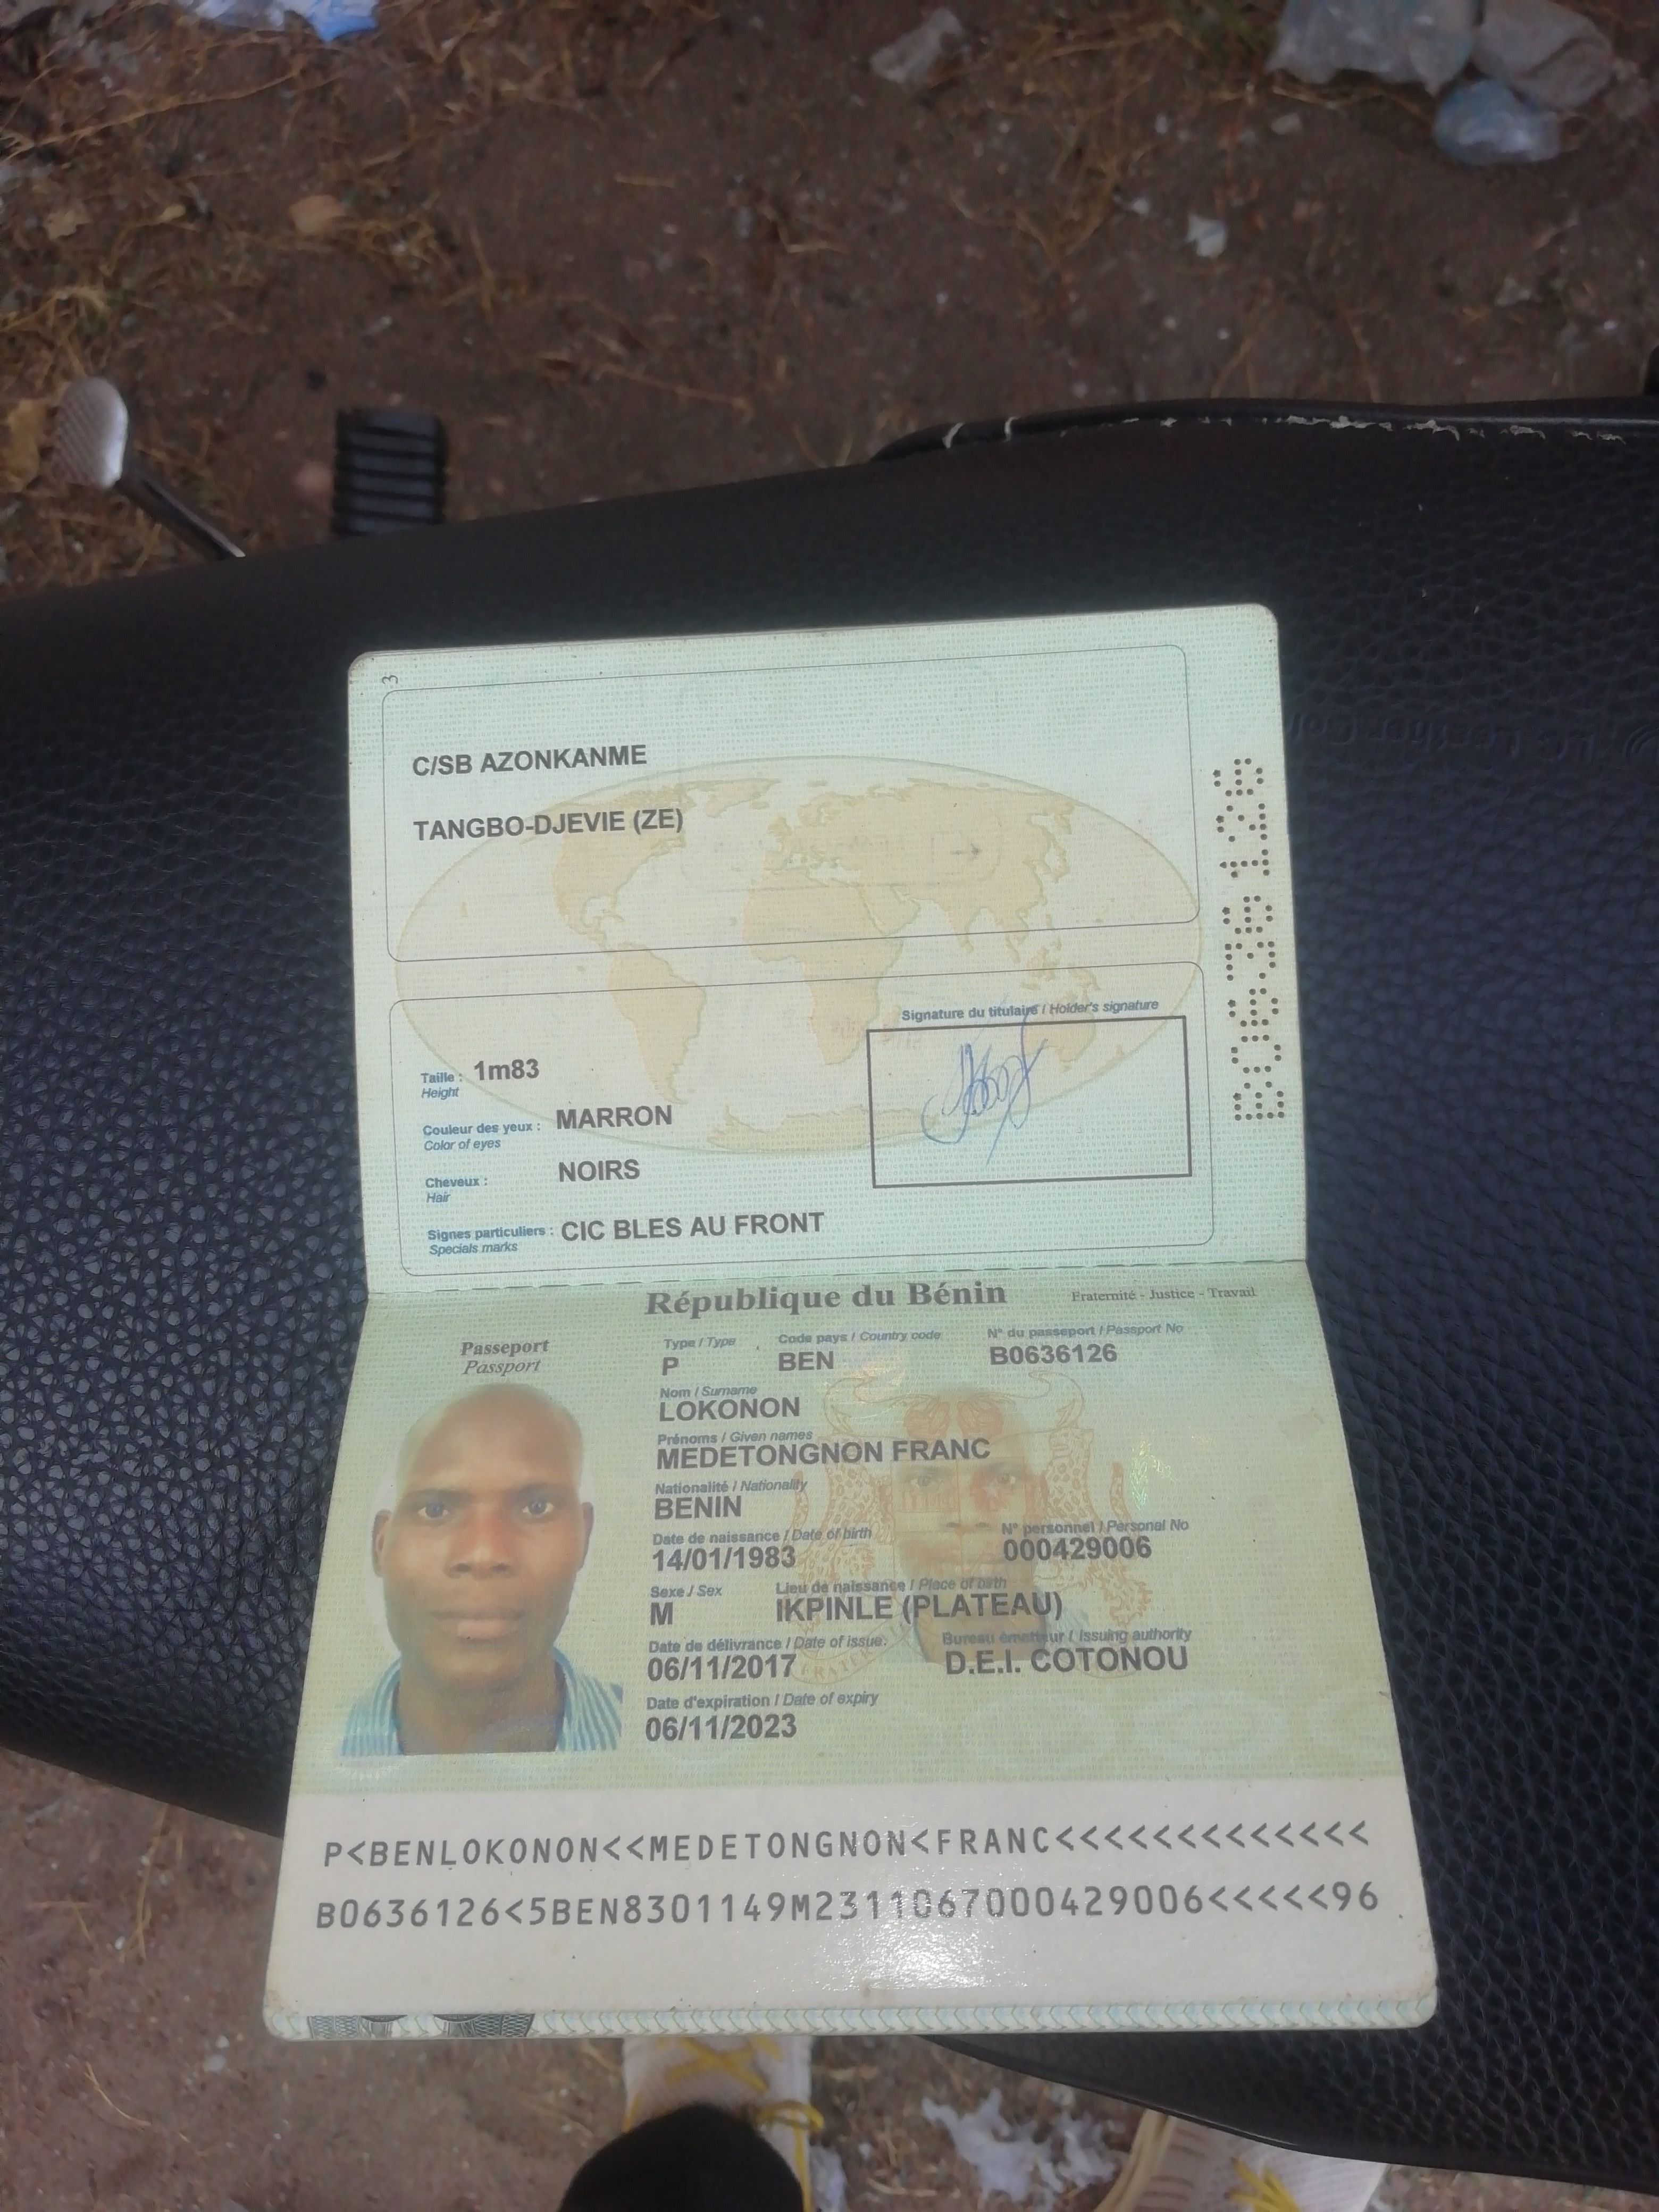 3
C/SB AZONKANME
TANGBO-DJEVIE (ZE)
B0636126
Signature du titulaire / Holder's signature
Taille : 1m83
Height
Couleur des yeux : MARRON
Color of eyes
Cheveux : NOIRS
Hair
Signes particuliers : CIC BLES AU FRONT
Specials marks
République du Bénin
Fraternité - Justice - Travail
Passeport
Passport
Type / Type
Code pays / Country code
N° du passeport / Passport No
P
BEN
B0636126
Nom / Surname
LOKONON
Prénoms / Given names
MEDETONGNON FRANC
Nationalité / Nationality
BENIN
Date de naissance / Date of birth
N° personnel / Personal No
14/01/1983
000429006
Sexe / Sex
Lieu de naissance / Place of birth
M
IKPINLE (PLATEAU)
Date de délivrance / Date of issue.
Bureau émetteur / Issuing authority
06/11/2017
D.E.I. COTONOU
Date d'expiration / Date of expiry
06/11/2023
P<BENLOKONON<<MEDETONGNON<FRANC<<<<<<<<<<<<<
B0636126<5BEN8301149M2311067000429006<<<<<96